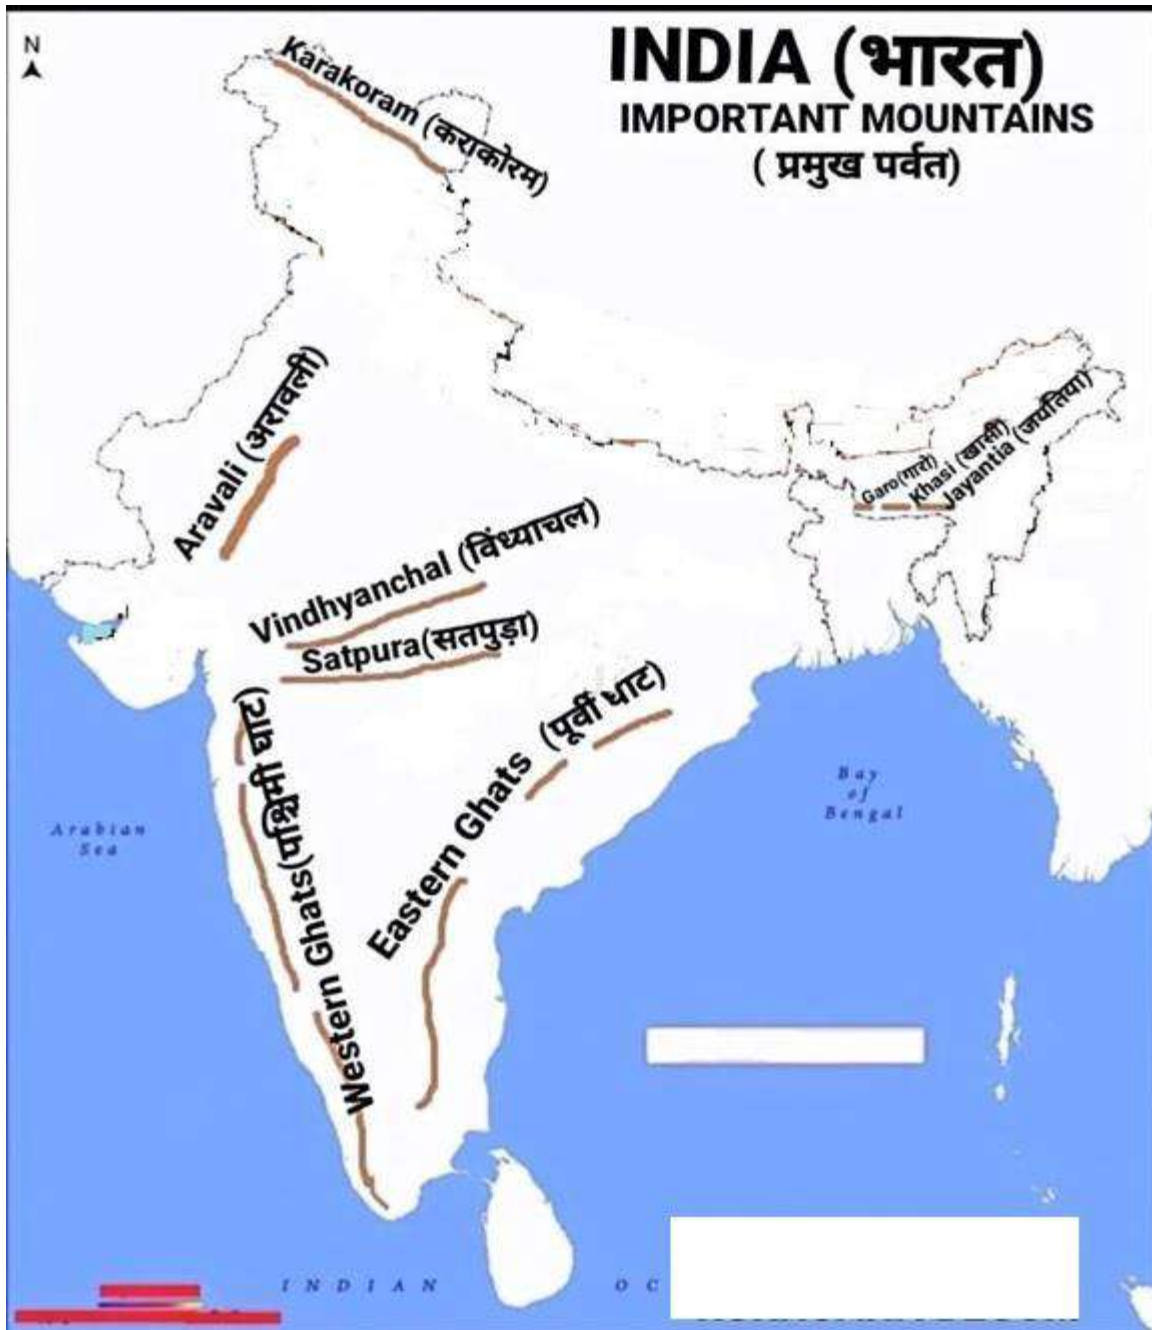 N
INDIA (भारत)
IMPORTANT MOUNTAINS
( प्रमुख पर्वत)
Karakoram (काराकोरम)
Aravali (अरावली)
Garo(गारो)
Khasi (खासी)
Jayantia (जयंतिया)
Vindhyanchal (विंध्याचल)
Satpura(सतपुड़ा)
Western Ghats(पश्चिमी घाट)
Eastern Ghats (पूर्वी धाट)
Arabian
Sea
Bay
of
Bengal
INDIAN OC